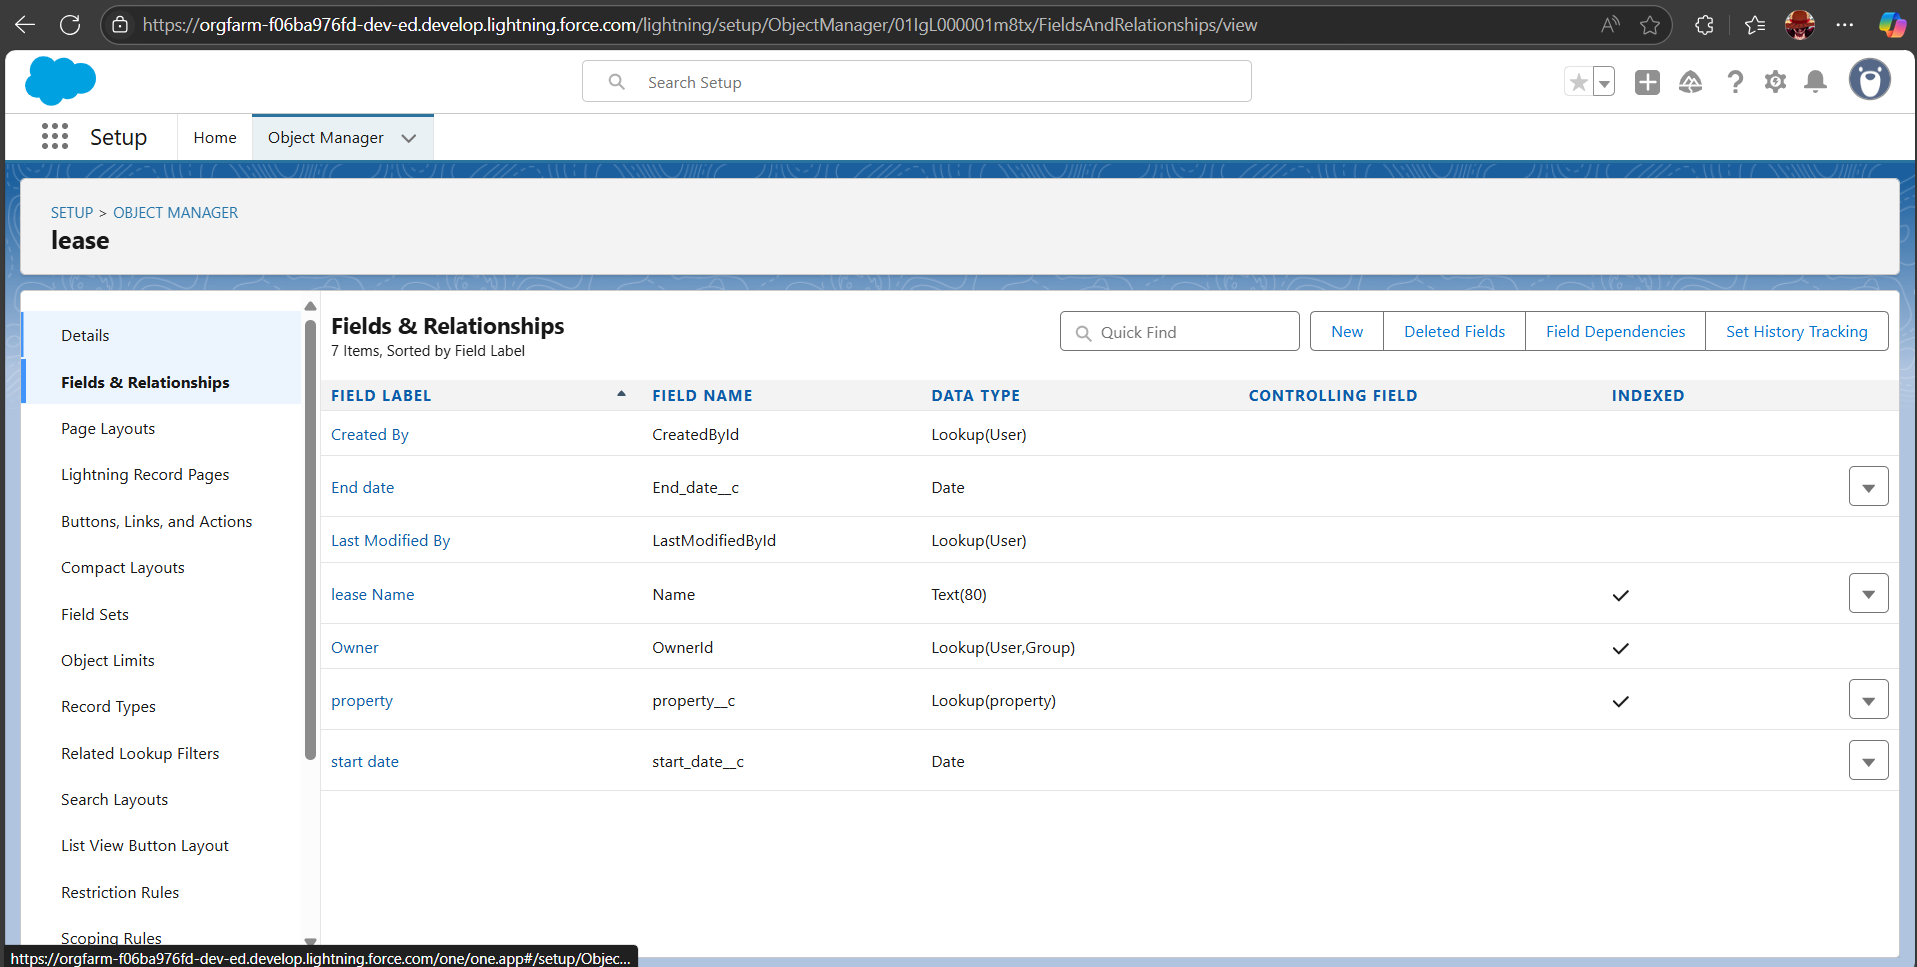 https://orgfarm-f06ba976fd-dev-ed.develop.lightning.force.com/lightning/setup/ObjectManager/01IgL000001m8tx/FieldsAndRelationships/view
Search Setup
Setup Home Object Manager
SETUP > OBJECT MANAGER
lease
Details
Fields & Relationships
Page Layouts
Lightning Record Pages
Buttons, Links, and Actions
Compact Layouts
Field Sets
Object Limits
Record Types
Related Lookup Filters
Search Layouts
List View Button Layout
Restriction Rules
Scoping Rules
Fields & Relationships
7 Items, Sorted by Field Label
Quick Find New Deleted Fields Field Dependencies Set History Tracking
FIELD LABEL FIELD NAME DATA TYPE CONTROLLING FIELD INDEXED
Created By CreatedById Lookup(User)
End date End_date__c Date
Last Modified By LastModifiedById Lookup(User)
lease Name Name Text(80)
Owner OwnerId Lookup(User,Group)
property property__c Lookup(property)
start date start_date__c Date
https://orgfarm-f06ba976fd-dev-ed.develop.lightning.force.com/one/one.app#/setup/Objec...